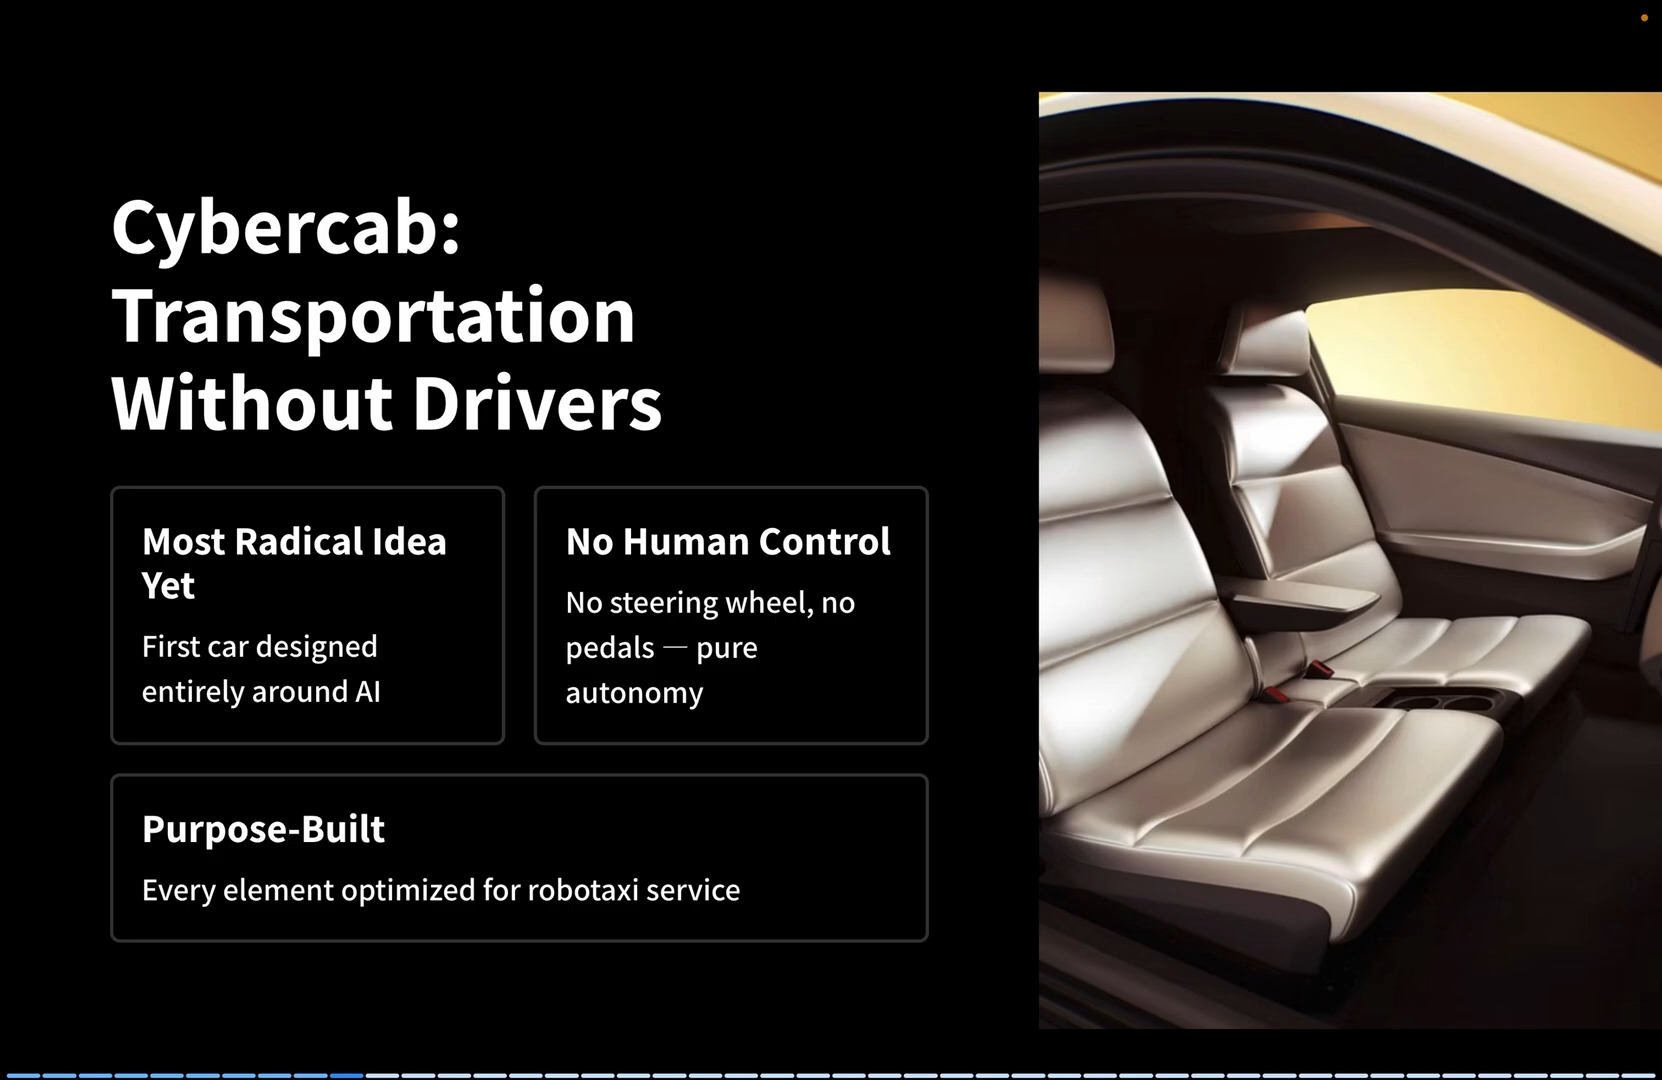 Cybercab:
Transportation
Without Drivers
Most Radical Idea
Yet
First car designed
entirely around AI
No Human Control
No steering wheel, no
pedals — pure
autonomy
Purpose-Built
Every element optimized for robotaxi service